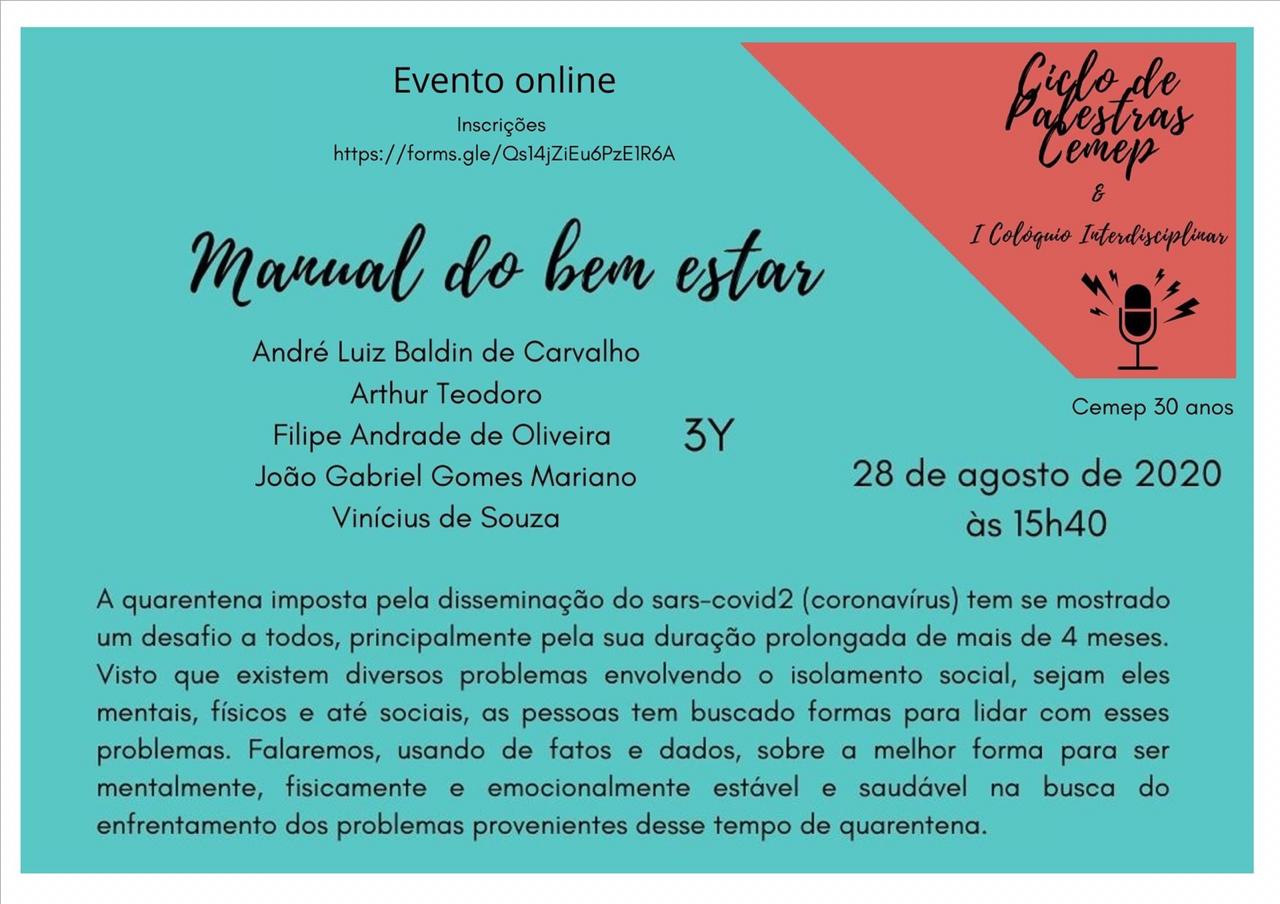 Evento online
Inscrições
https://forms.gle/Qs14jZiEu6PzE1R6A
Ciclo de
Palestras
Cemep
&
I Colóquio Interdisciplinar
Cemep 30 anos
Manual do bem estar
André Luiz Baldin de Carvalho
Arthur Teodoro
Filipe Andrade de Oliveira
João Gabriel Gomes Mariano
Vinícius de Souza
3Y
28 de agosto de 2020
às 15h40
A quarentena imposta pela disseminação do sars-covid2 (coronavírus) tem se mostrado
um desafio a todos, principalmente pela sua duração prolongada de mais de 4 meses.
Visto que existem diversos problemas envolvendo o isolamento social, sejam eles
mentais, físicos e até sociais, as pessoas tem buscado formas para lidar com esses
problemas. Falaremos, usando de fatos e dados, sobre a melhor forma para ser
mentalmente, fisicamente e emocionalmente estável e saudável na busca do
enfrentamento dos problemas provenientes desse tempo de quarentena.